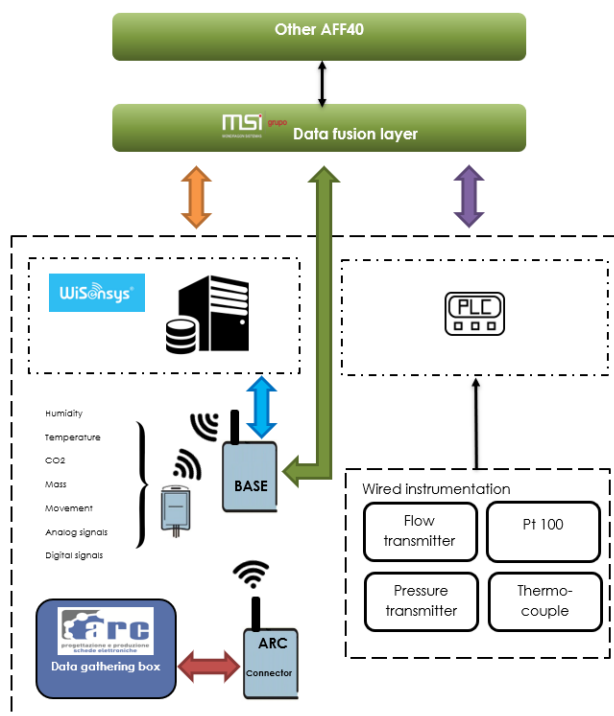 Other AFF40
msi grupo
Data fusion layer
WiSensys®
PLC
Humidity
Temperature
CO2
Mass
Movement
Analog signals
Digital signals
BASE
Wired instrumentation
Flow
transmitter
Pt 100
Pressure
transmitter
Thermo-
couple
arc
progettazione e produzione
schede elettroniche
Data gathering box
ARC
Connector